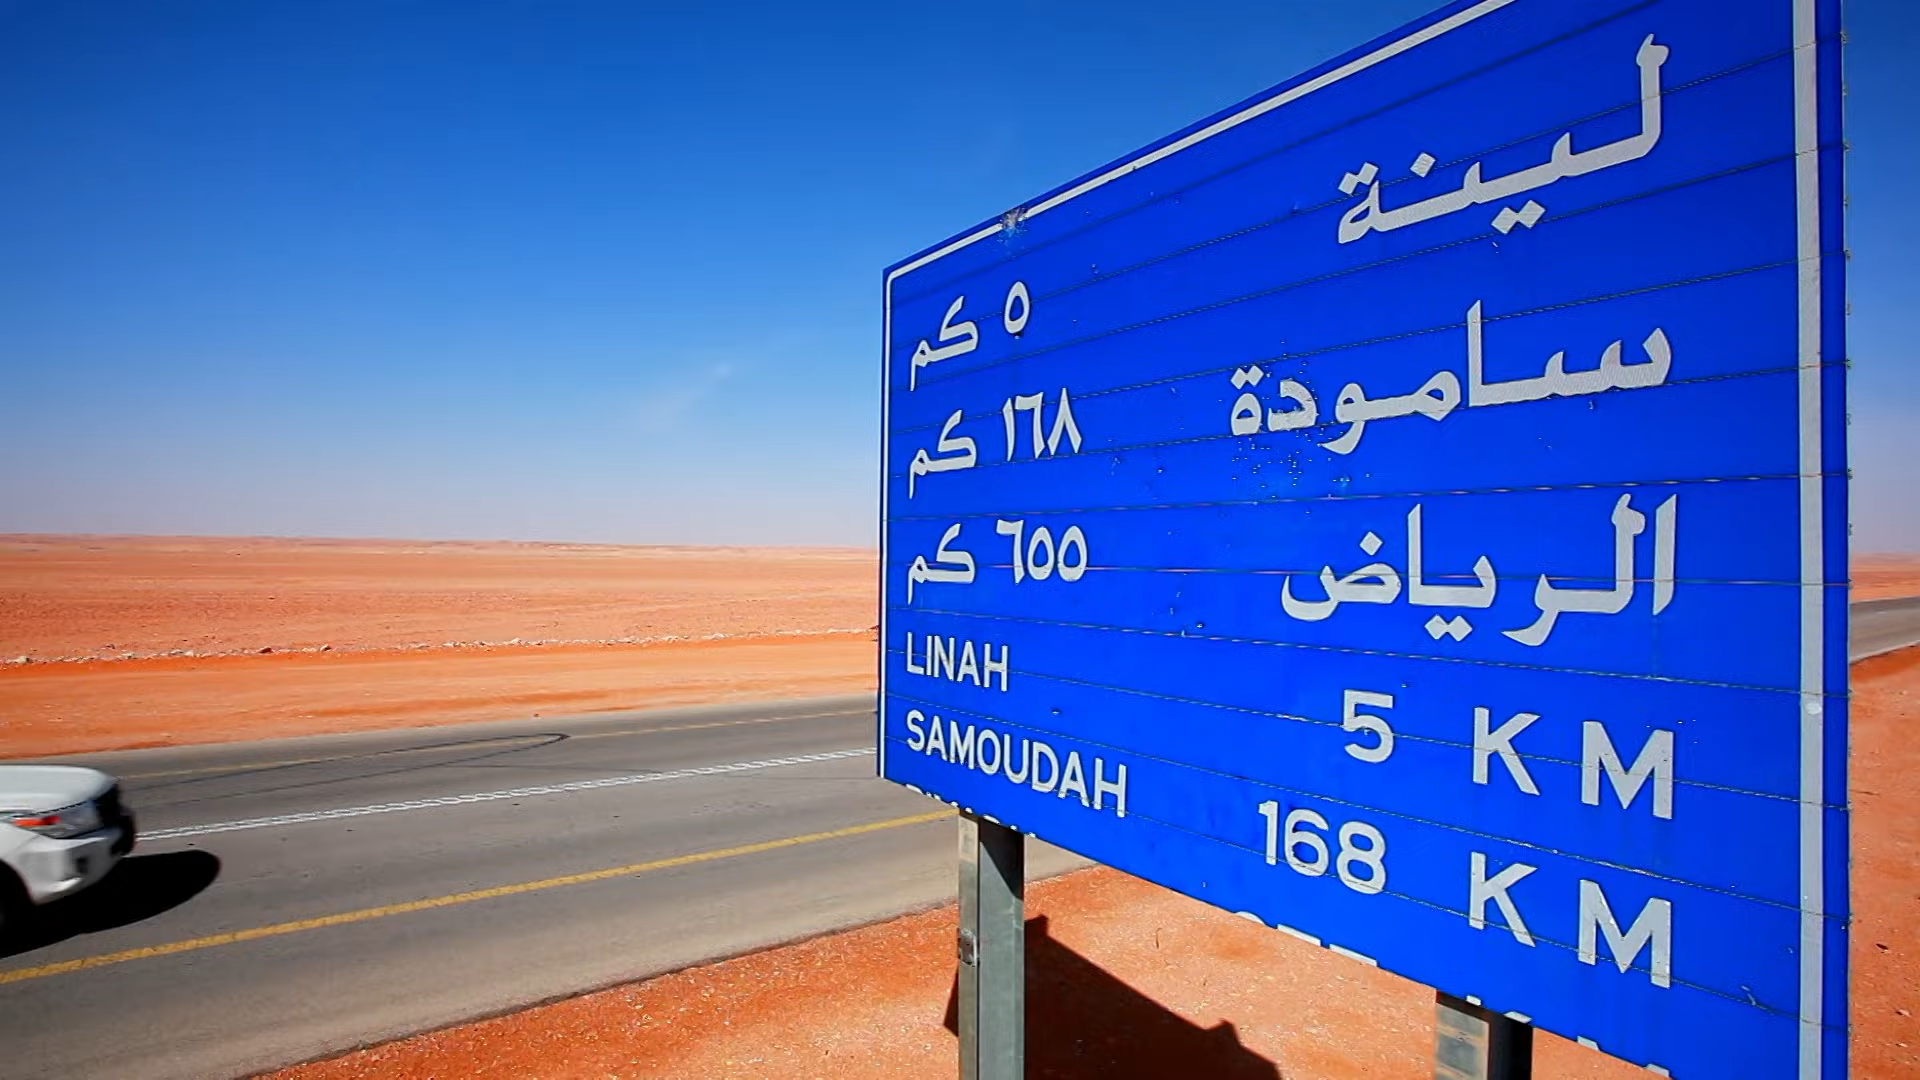 لينة ٥ كم
سامودة ١٦٨ كم
الرياض ٦٥٥ كم
LINAH 5 KM
SAMOUDAH 168 KM